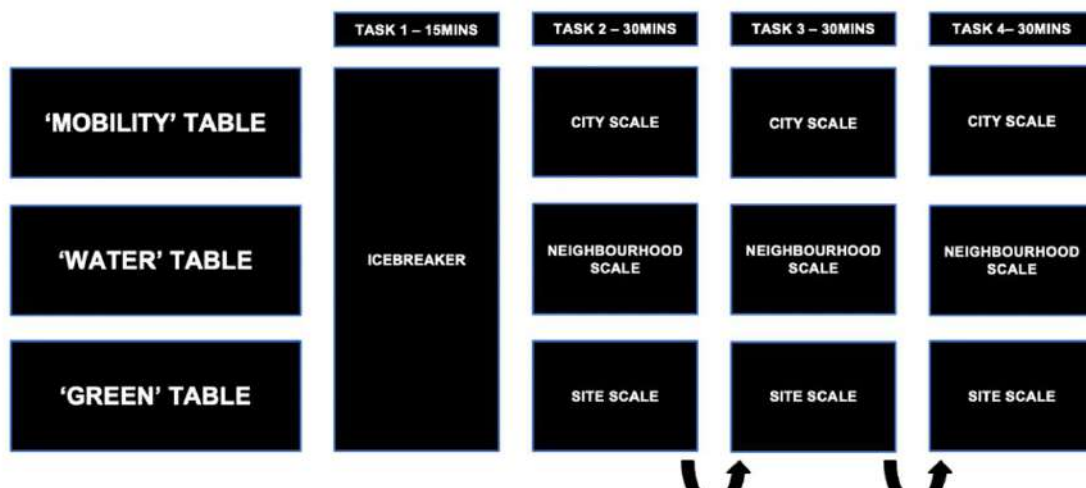 TASK 1 – 15MINS
TASK 2 – 30MINS
TASK 3 – 30MINS
TASK 4– 30MINS
‘MOBILITY’ TABLE
CITY SCALE
CITY SCALE
CITY SCALE
‘WATER’ TABLE
ICEBREAKER
NEIGHBOURHOOD
SCALE
NEIGHBOURHOOD
SCALE
NEIGHBOURHOOD
SCALE
‘GREEN’ TABLE
SITE SCALE
SITE SCALE
SITE SCALE